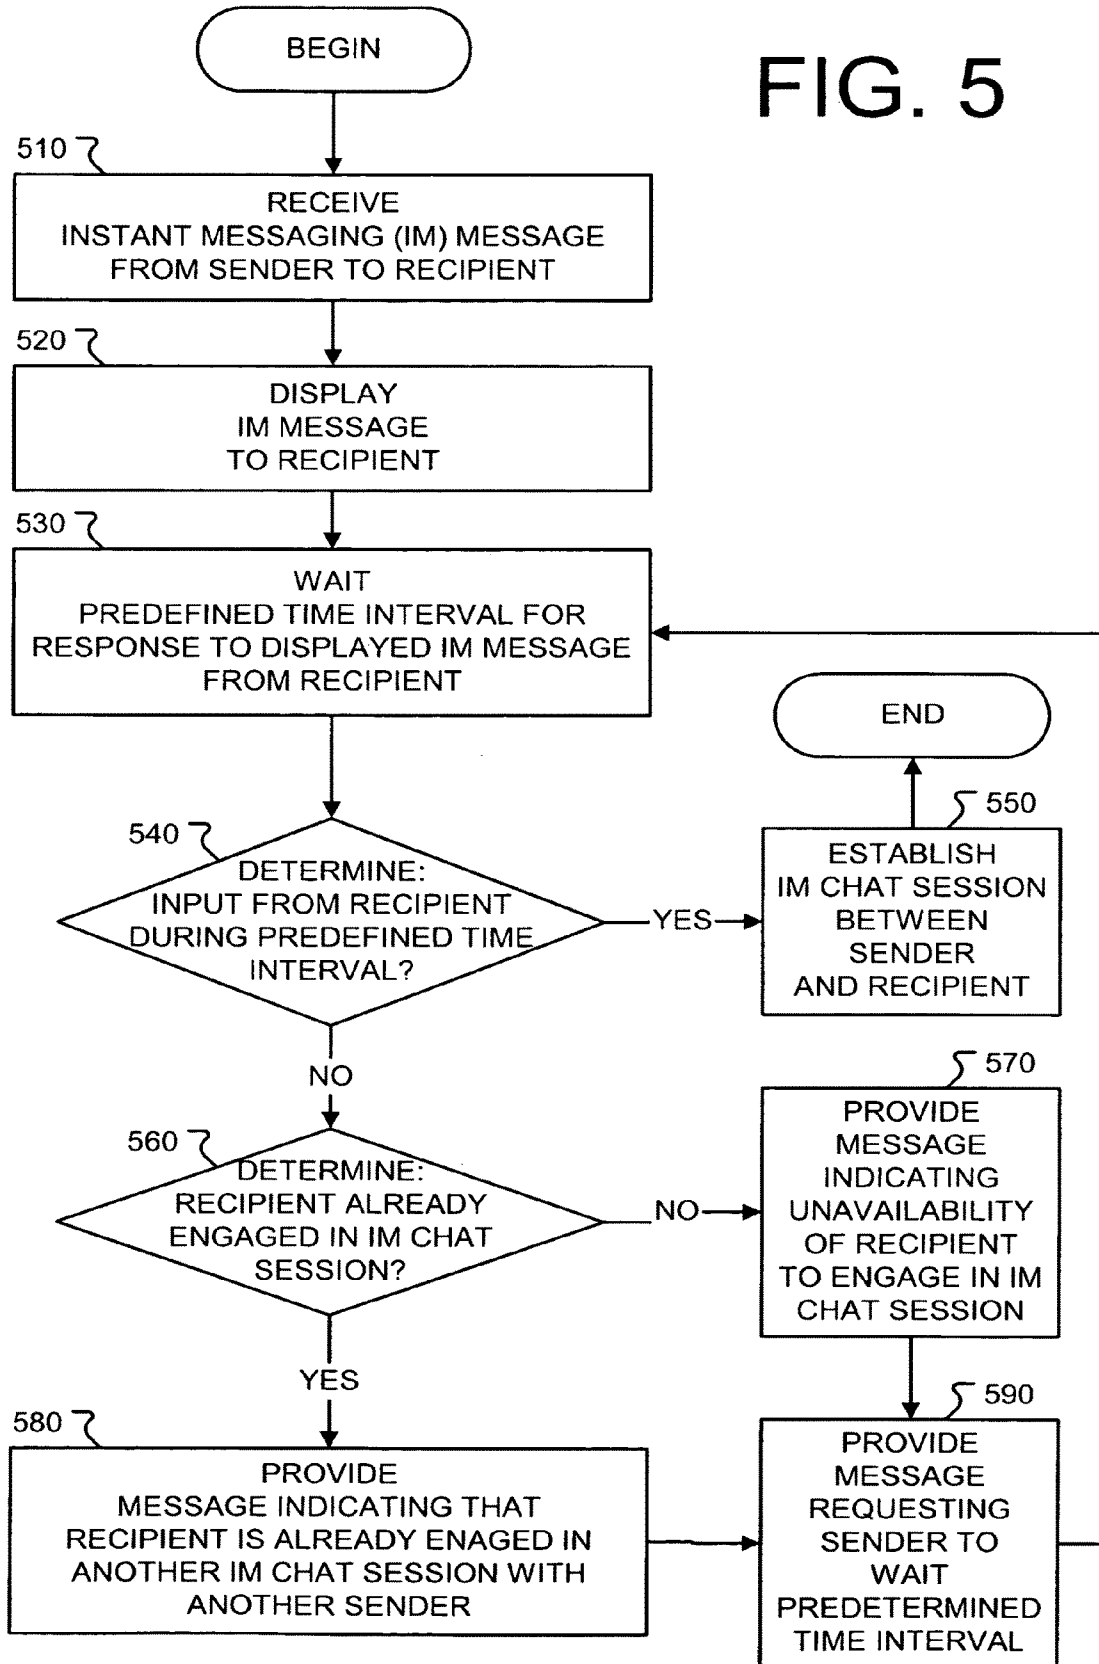 BEGIN
FIG. 5
510
RECEIVE
INSTANT MESSAGING (IM) MESSAGE
FROM SENDER TO RECIPIENT
520
DISPLAY
IM MESSAGE
TO RECIPIENT
530
WAIT
PREDEFINED TIME INTERVAL FOR
RESPONSE TO DISPLAYED IM MESSAGE
FROM RECIPIENT
END
540
DETERMINE:
INPUT FROM RECIPIENT
DURING PREDEFINED TIME
INTERVAL?
YES
550
ESTABLISH
IM CHAT SESSION
BETWEEN
SENDER
AND RECIPIENT
NO
560
DETERMINE:
RECIPIENT ALREADY
ENGAGED IN IM CHAT
SESSION?
NO
570
PROVIDE
MESSAGE
INDICATING
UNAVAILABILITY
OF RECIPIENT
TO ENGAGE IN IM
CHAT SESSION
YES
580
PROVIDE
MESSAGE INDICATING THAT
RECIPIENT IS ALREADY ENAGED IN
ANOTHER IM CHAT SESSION WITH
ANOTHER SENDER
590
PROVIDE
MESSAGE
REQUESTING
SENDER TO
WAIT
PREDETERMINED
TIME INTERVAL